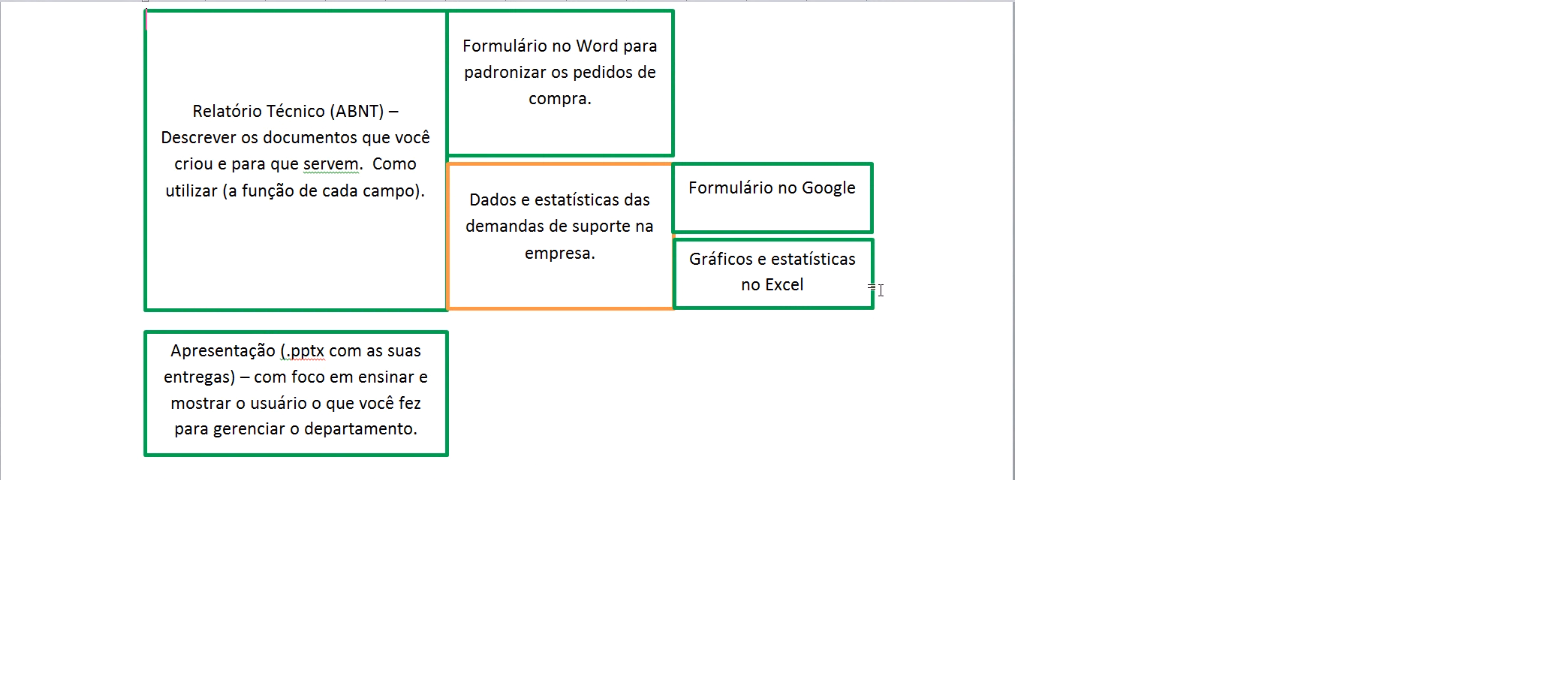 Relatório Técnico (ABNT) –
Descrever os documentos que você
criou e para que servem.  Como
utilizar (a função de cada campo).
Formulário no Word para
padronizar os pedidos de
compra.
Dados e estatísticas das
demandas de suporte na
empresa.
Formulário no Google
Gráficos e estatísticas
no Excel
Apresentação (.pptx com as suas
entregas) – com foco em ensinar e
mostrar o usuário o que você fez
para gerenciar o departamento.